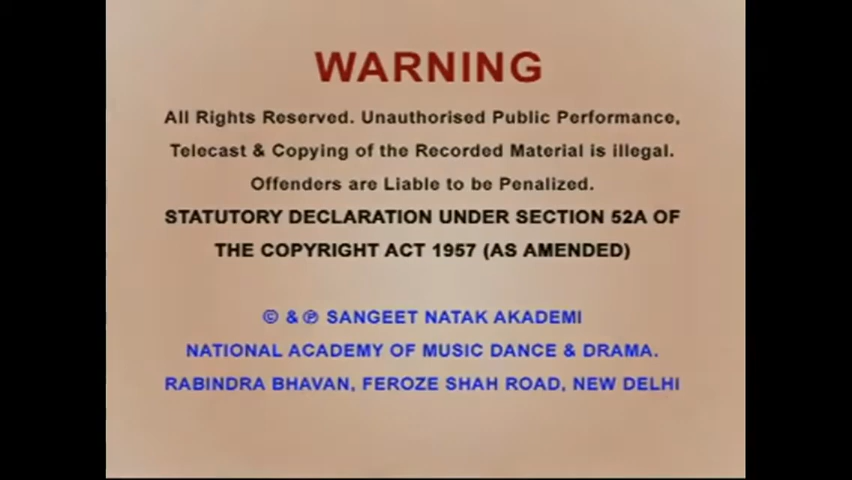 WARNING
All Rights Reserved. Unauthorised Public Performance,
Telecast & Copying of the Recorded Material is illegal.
Offenders are Liable to be Penalized.
STATUTORY DECLARATION UNDER SECTION 52A OF
THE COPYRIGHT ACT 1957 (AS AMENDED)
© & ℗ SANGEET NATAK AKADEMI
NATIONAL ACADEMY OF MUSIC DANCE & DRAMA.
RABINDRA BHAVAN, FEROZE SHAH ROAD, NEW DELHI